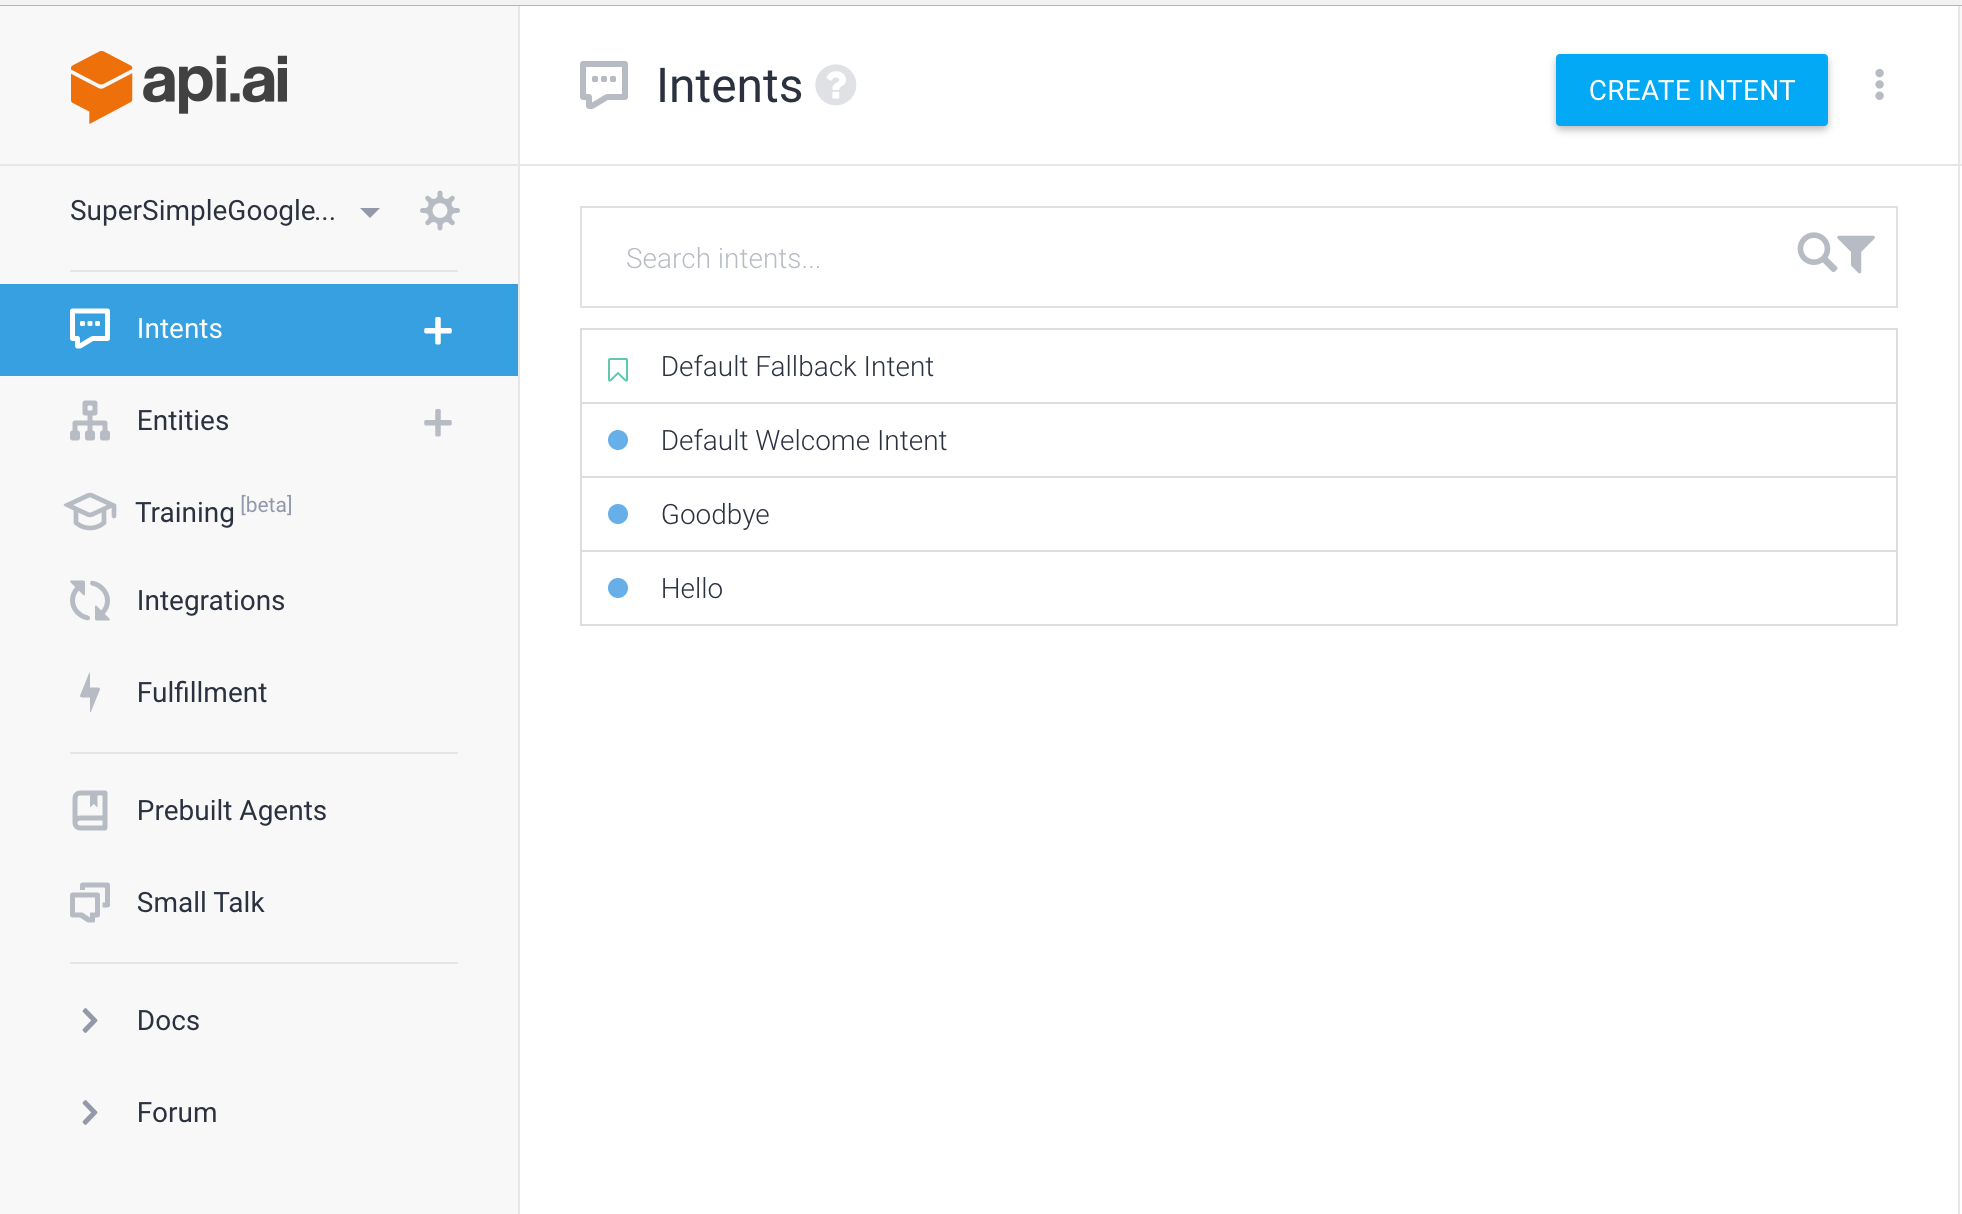 api.ai
Intents
CREATE INTENT
SuperSimpleGoogle...
Intents
Entities
Training [beta]
Integrations
Fulfillment
Prebuilt Agents
Small Talk
Docs
Forum
Search intents...
Default Fallback Intent
Default Welcome Intent
Goodbye
Hello